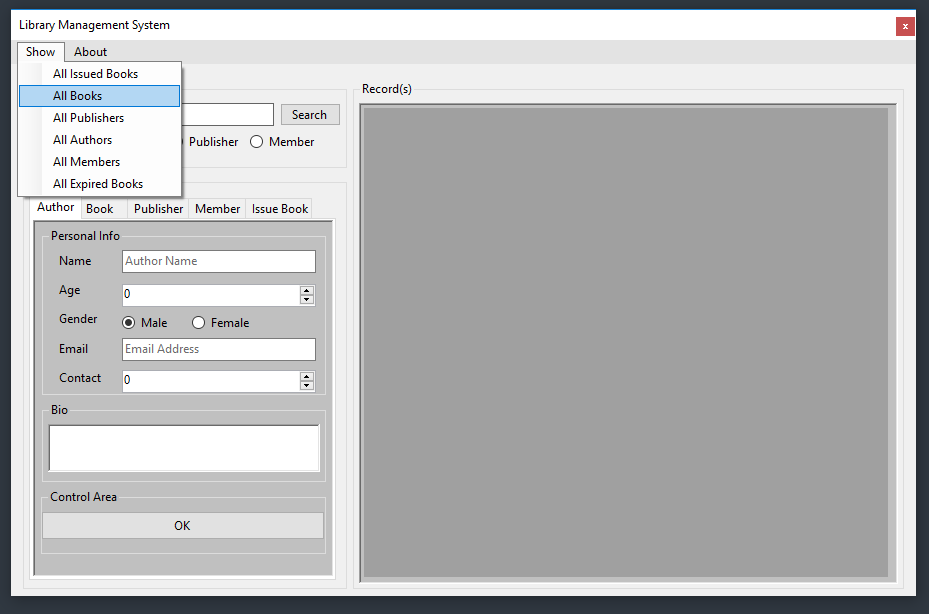 Library Management System
x
Show About
All Issued Books
All Books
All Publishers
All Authors
All Members
All Expired Books
Search
Publisher Member
Record(s)
Author Book Publisher Member Issue Book
Personal Info
Name Author Name
Age 0
Gender Male Female
Email Email Address
Contact 0
Bio
Control Area
OK